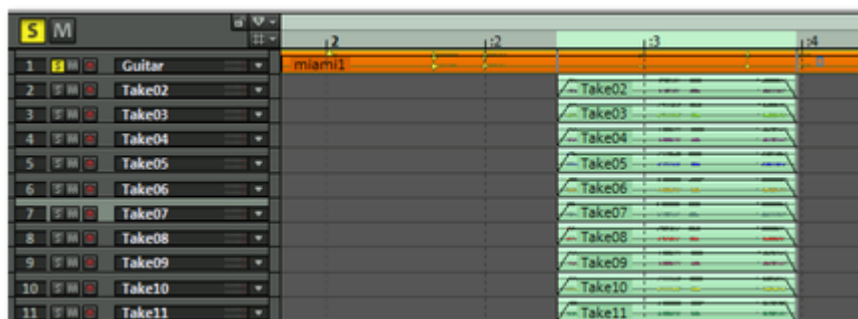 S M
2 :2 :3 :4
1 S M Guitar miami1
2 S M Take02 Take02
3 S M Take03 Take03
4 S M Take04 Take04
5 S M Take05 Take05
6 S M Take06 Take06
7 S M Take07 Take07
8 S M Take08 Take08
9 S M Take09 Take09
10 S M Take10 Take10
11 S M Take11 Take11